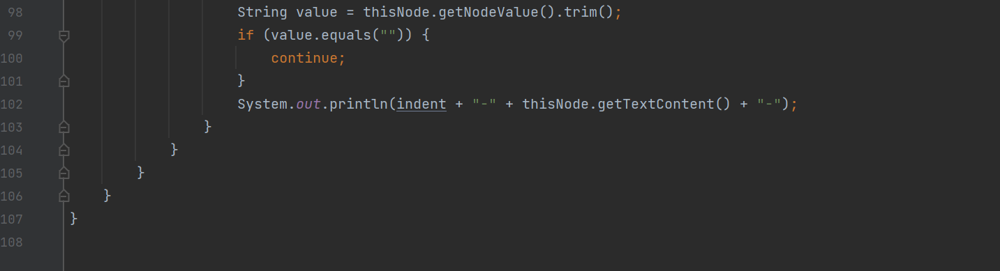 98 String value = thisNode.getNodeValue().trim();
99 if (value.equals("")) {
100 continue;
101 }
102 System.out.println(indent + "-" + thisNode.getTextContent() + "-");
103 }
104 }
105 }
106 }
107 }
108